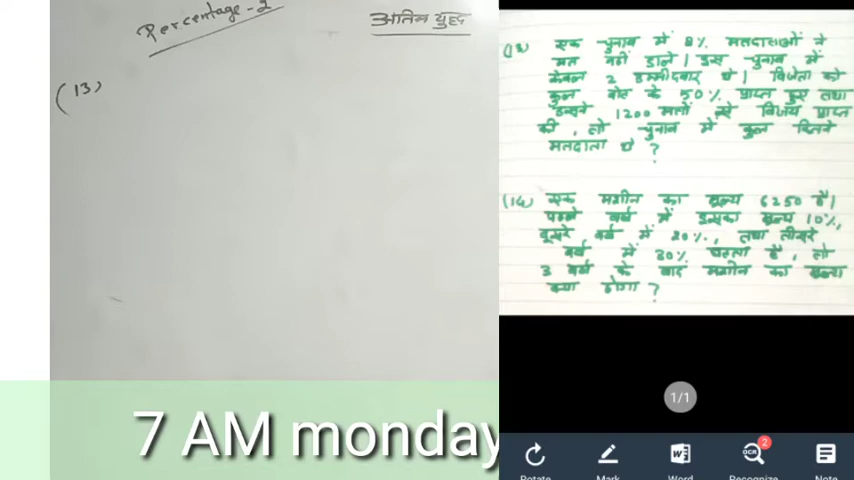 Percentage-2
अंतिम युद्ध
(13)
(13) एक चुनाव में 8% मतदाताओं ने
मत नहीं डाले। इस चुनाव में
केवल 2 उम्मीदवार थे। विजेता को
कुल वोट के 50% प्राप्त हुए तथा
उसने 1200 मतों से विजय प्राप्त
की, तो चुनाव में कुल कितने
मतदाता थे ?
(14) एक मशीन का मूल्य 6250 है।
पहले वर्ष में इसका मूल्य 10%,
दूसरे वर्ष में 20%, तथा तीसरे
वर्ष में 30% घटता है, तो
3 वर्ष के बाद मशीन का मूल्य
क्या होगा ?
1/1
7 AM monday
2
OCR
Rotate
Mark
Word
Recognize
Note